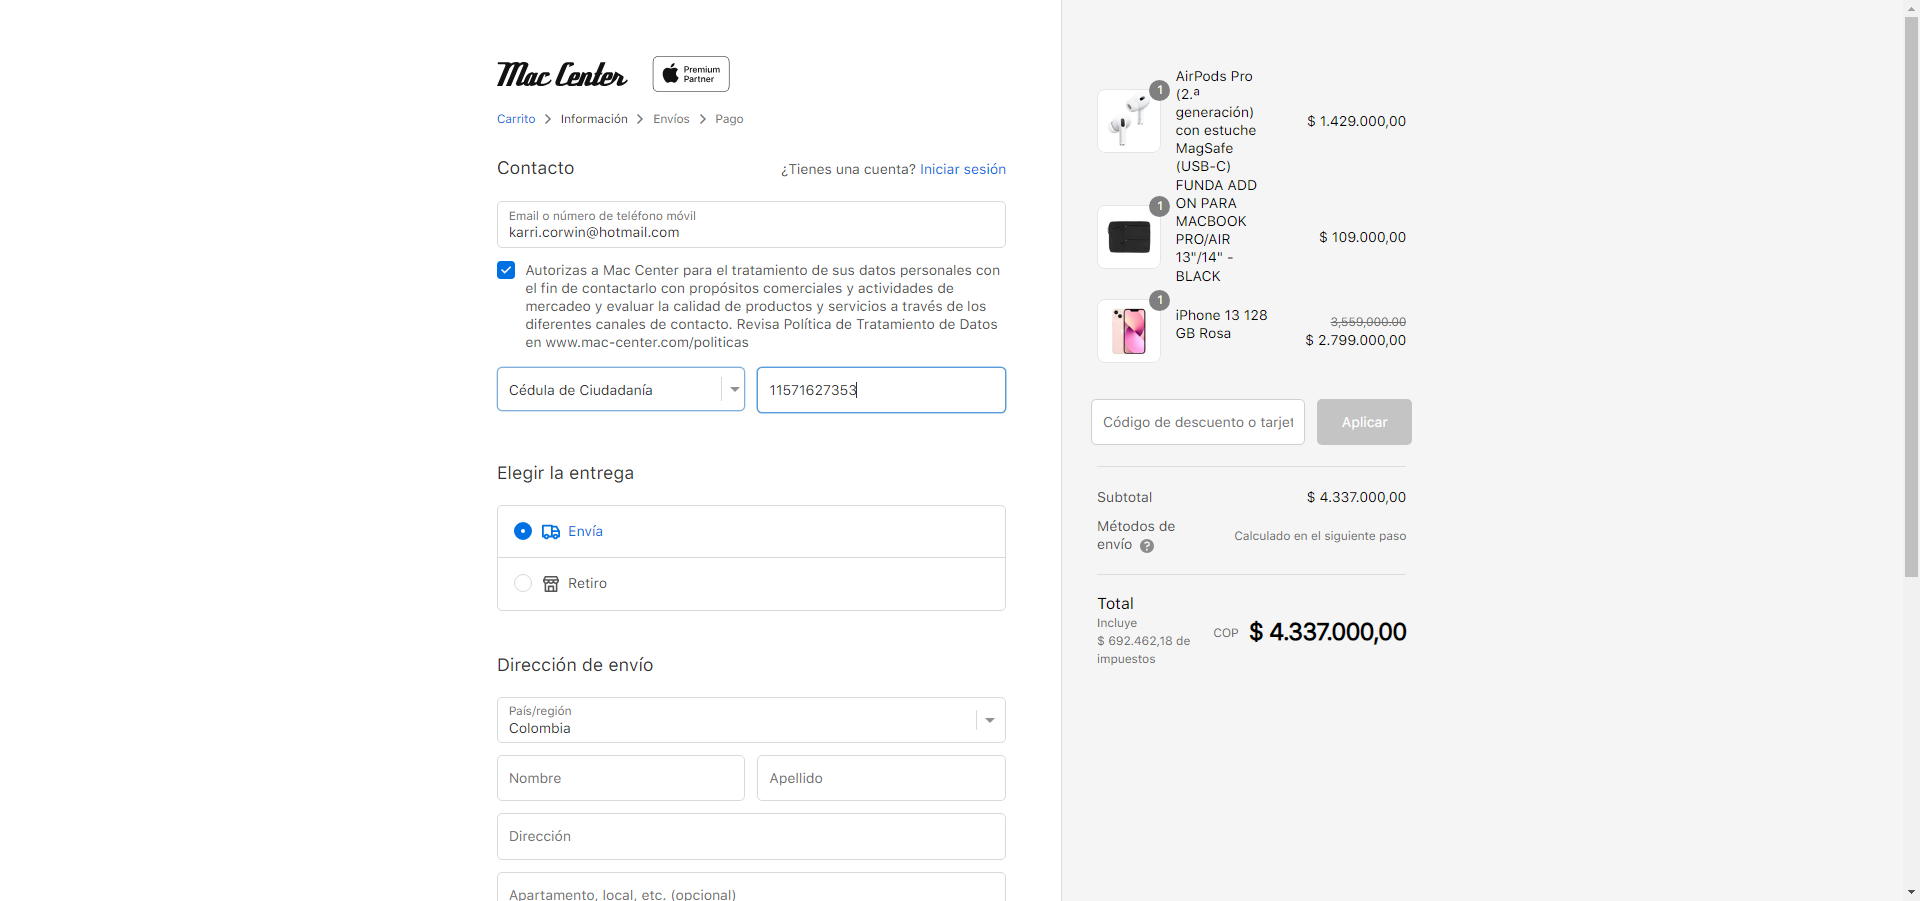 Mac Center
Premium
Partner
Carrito > Información > Envíos > Pago
Contacto
¿Tienes una cuenta? Iniciar sesión
Email o número de teléfono móvil
karri.corwin@hotmail.com
Autorizas a Mac Center para el tratamiento de sus datos personales con
el fin de contactarlo con propósitos comerciales y actividades de
mercadeo y evaluar la calidad de productos y servicios a través de los
diferentes canales de contacto. Revisa Política de Tratamiento de Datos
en www.mac-center.com/politicas
Cédula de Ciudadanía
11571627353
Elegir la entrega
Envía
Retiro
Dirección de envío
País/región
Colombia
Nombre
Apellido
Dirección
Apartamento, local, etc. (opcional)
1
AirPods Pro
(2.ª
generación)
con estuche
MagSafe
(USB-C)
$ 1.429.000,00
1
FUNDA ADD
ON PARA
MACBOOK
PRO/AIR
13"/14" -
BLACK
$ 109.000,00
1
iPhone 13 128
GB Rosa
3,559,000.00
$ 2.799.000,00
Código de descuento o tarjet
Aplicar
Subtotal
$ 4.337.000,00
Métodos de
envío ?
Calculado en el siguiente paso
Total
Incluye
$ 692.462,18 de
impuestos
COP $ 4.337.000,00